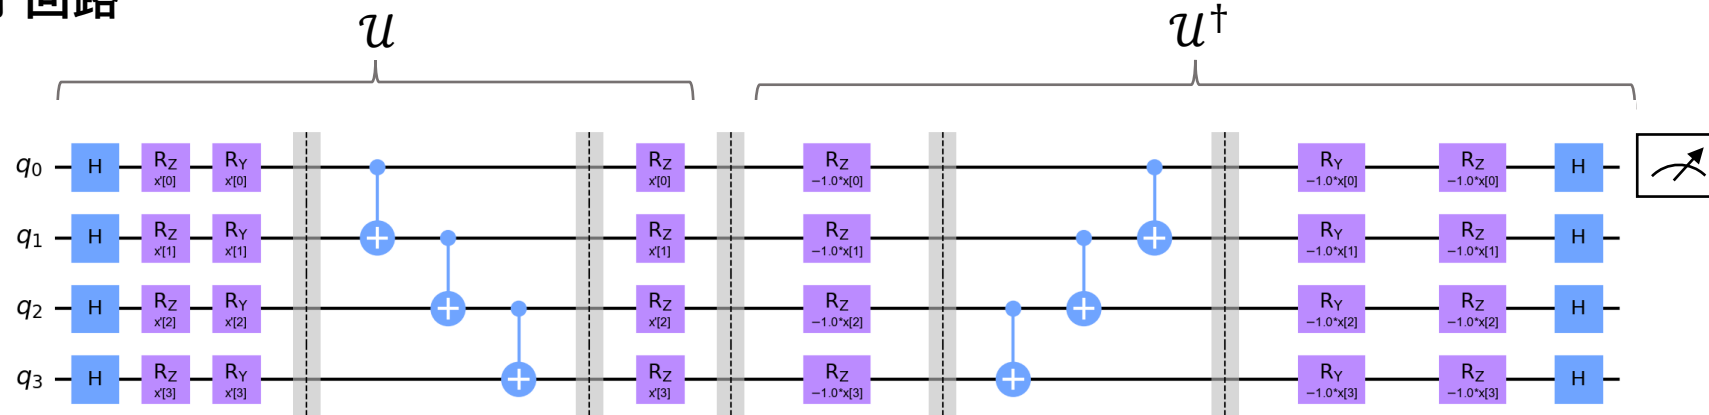 回路
𝒰 𝒰†
q0 H RZ x'[0] RY x'[0] RZ x'[0] RZ −1.0*x[0] RY −1.0*x[0] RZ −1.0*x[0] H
q1 H RZ x'[1] RY x'[1] RZ x'[1] RZ −1.0*x[1] RY −1.0*x[1] RZ −1.0*x[1] H
q2 H RZ x'[2] RY x'[2] RZ x'[2] RZ −1.0*x[2] RY −1.0*x[2] RZ −1.0*x[2] H
q3 H RZ x'[3] RY x'[3] RZ x'[3] RZ −1.0*x[3] RY −1.0*x[3] RZ −1.0*x[3] H